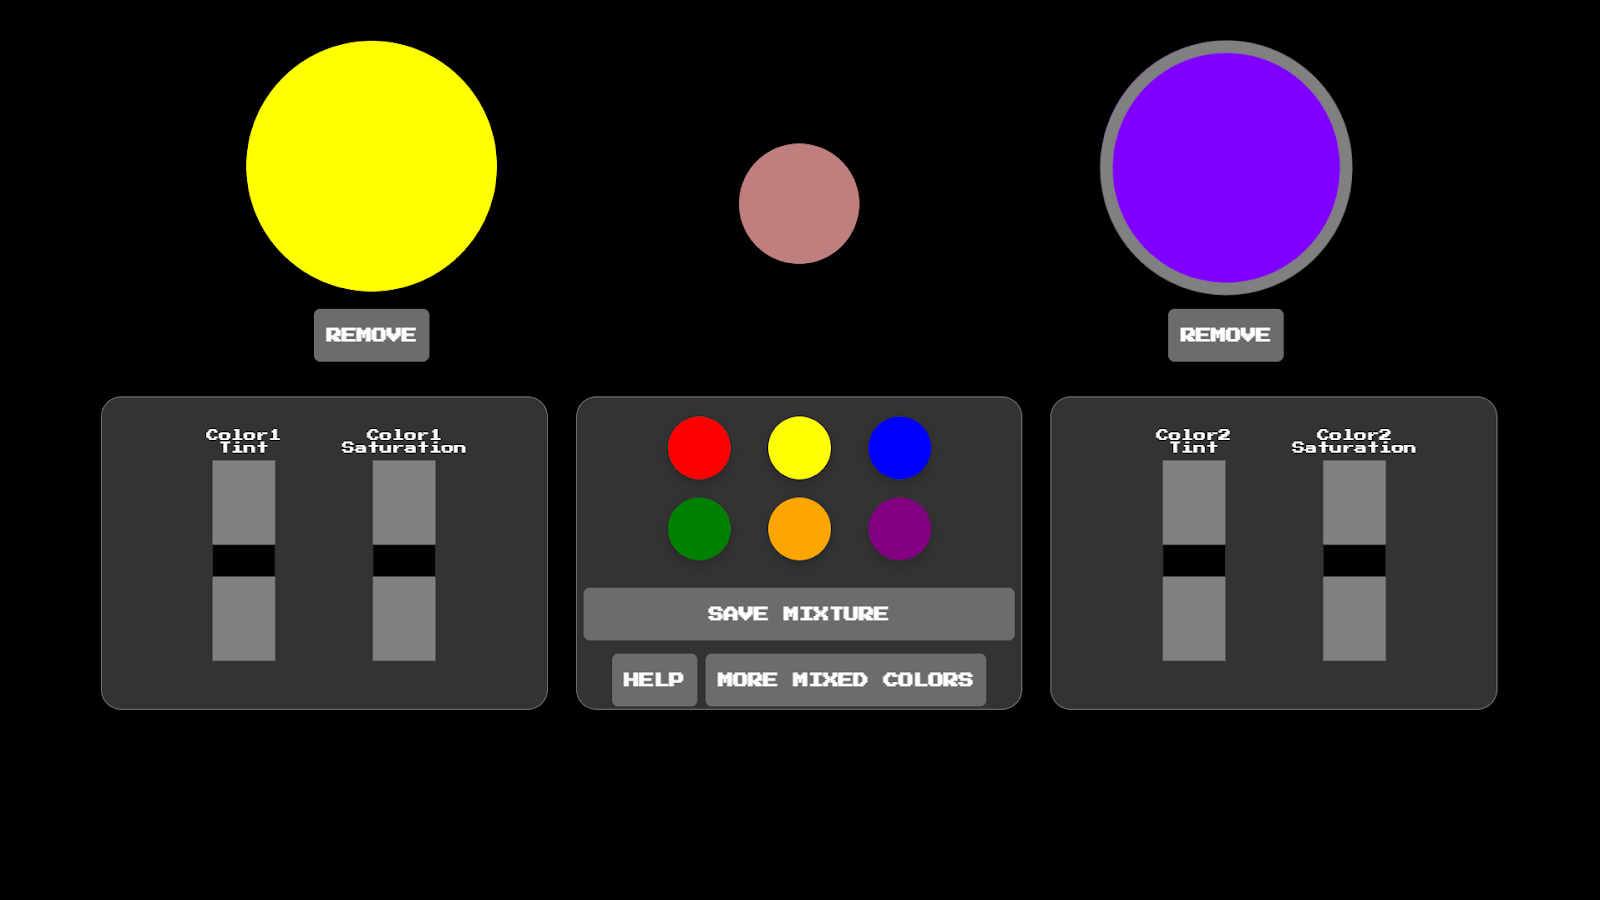 REMOVE
REMOVE
Color1
Tint
Color1
Saturation
Color2
Tint
Color2
Saturation
SAVE MIXTURE
HELP
MORE MIXED COLORS